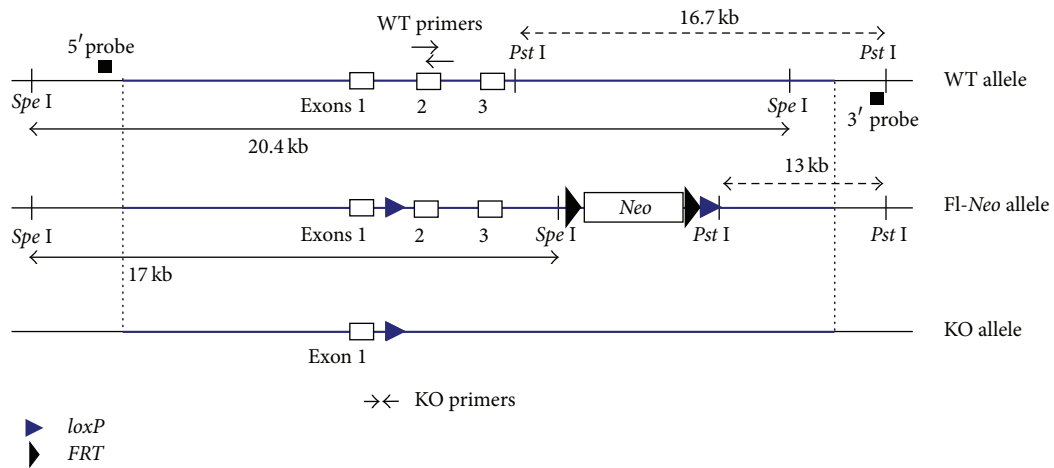 WT primers
16.7 kb
5′ probe
Pst I
Pst I
WT allele
Spe I
Exons 1
2
3
Spe I
3′ probe
20.4 kb
13 kb
Neo
Fl-Neo allele
Spe I
Exons 1
2
3
Spe I
Pst I
Pst I
17 kb
KO allele
Exon 1
KO primers
loxP
FRT